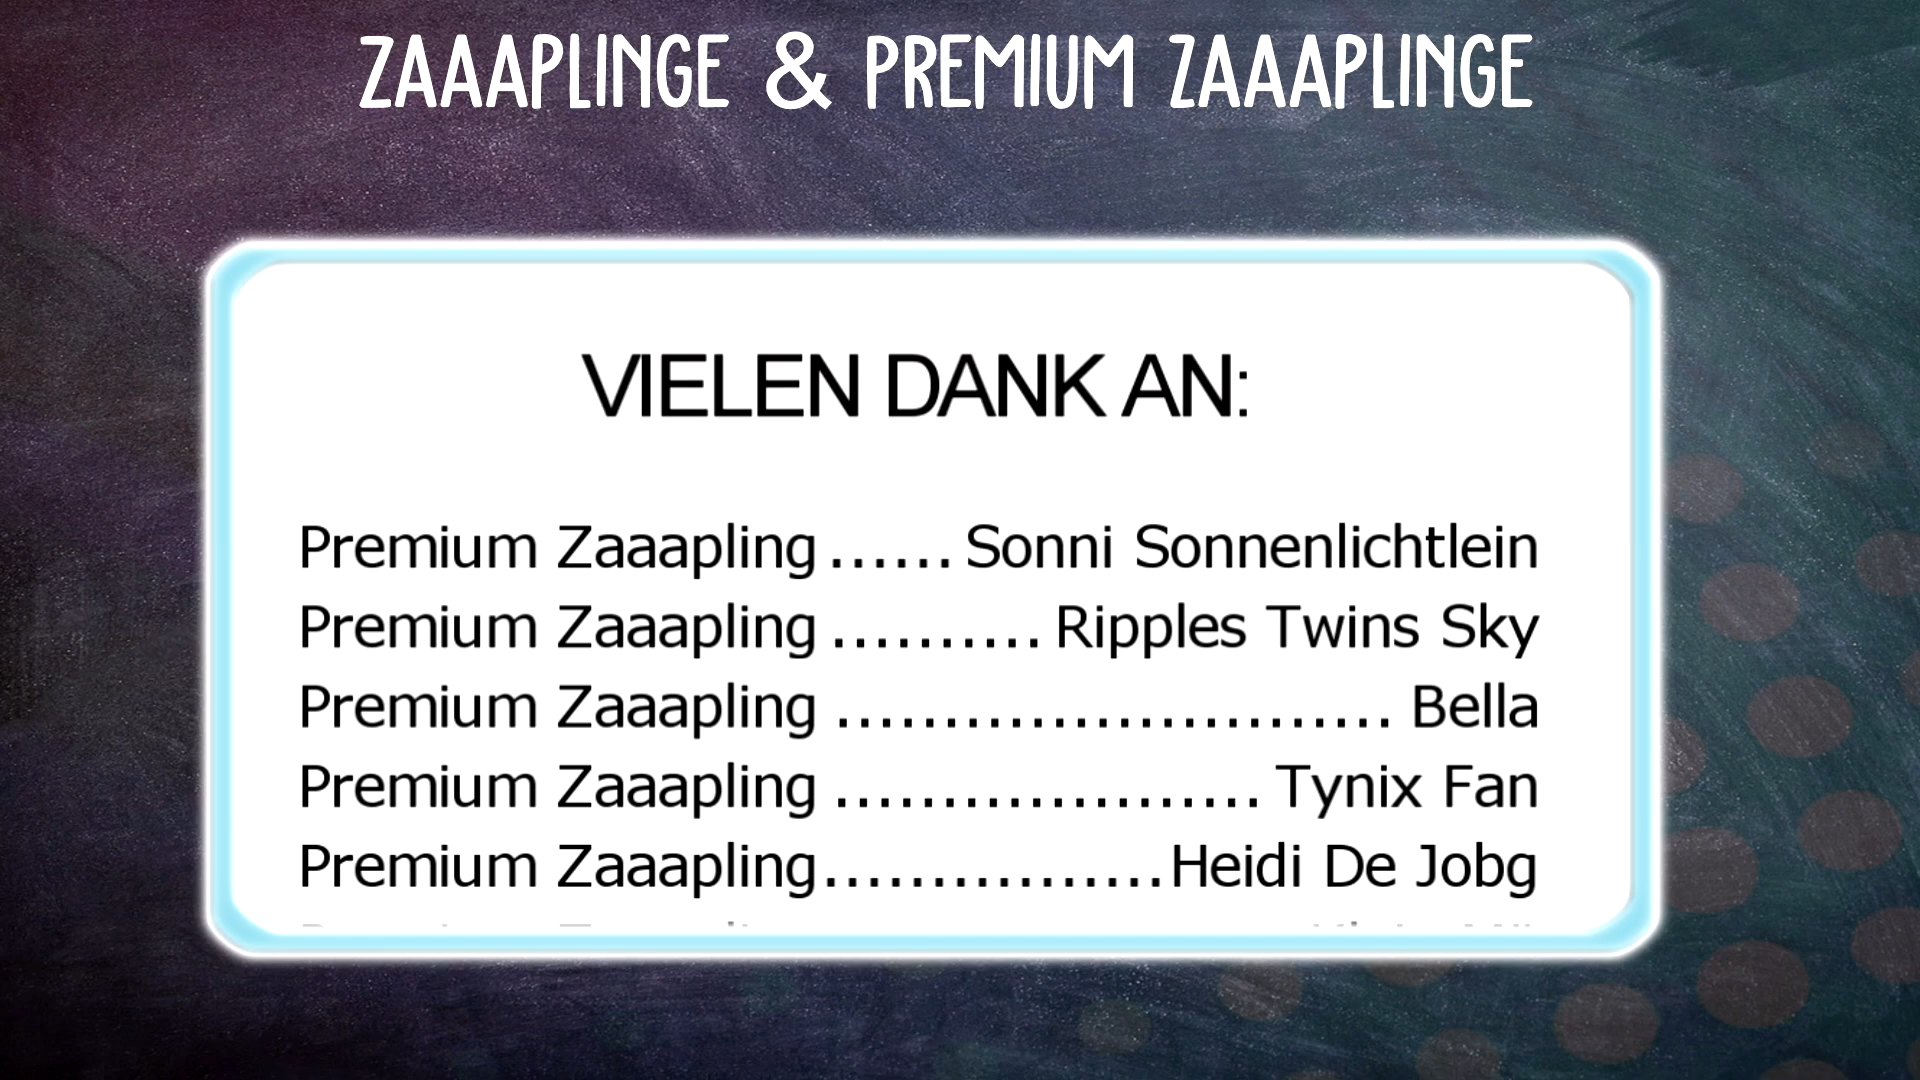 ZAAAPLINGE & PREMIUM ZAAAPLINGE
VIELEN DANK AN:
Premium Zaaapling ...... Sonni Sonnenlichtlein
Premium Zaaapling .......... Ripples Twins Sky
Premium Zaaapling .......................... Bella
Premium Zaaapling .................... Tynix Fan
Premium Zaaapling................Heidi De Jobg